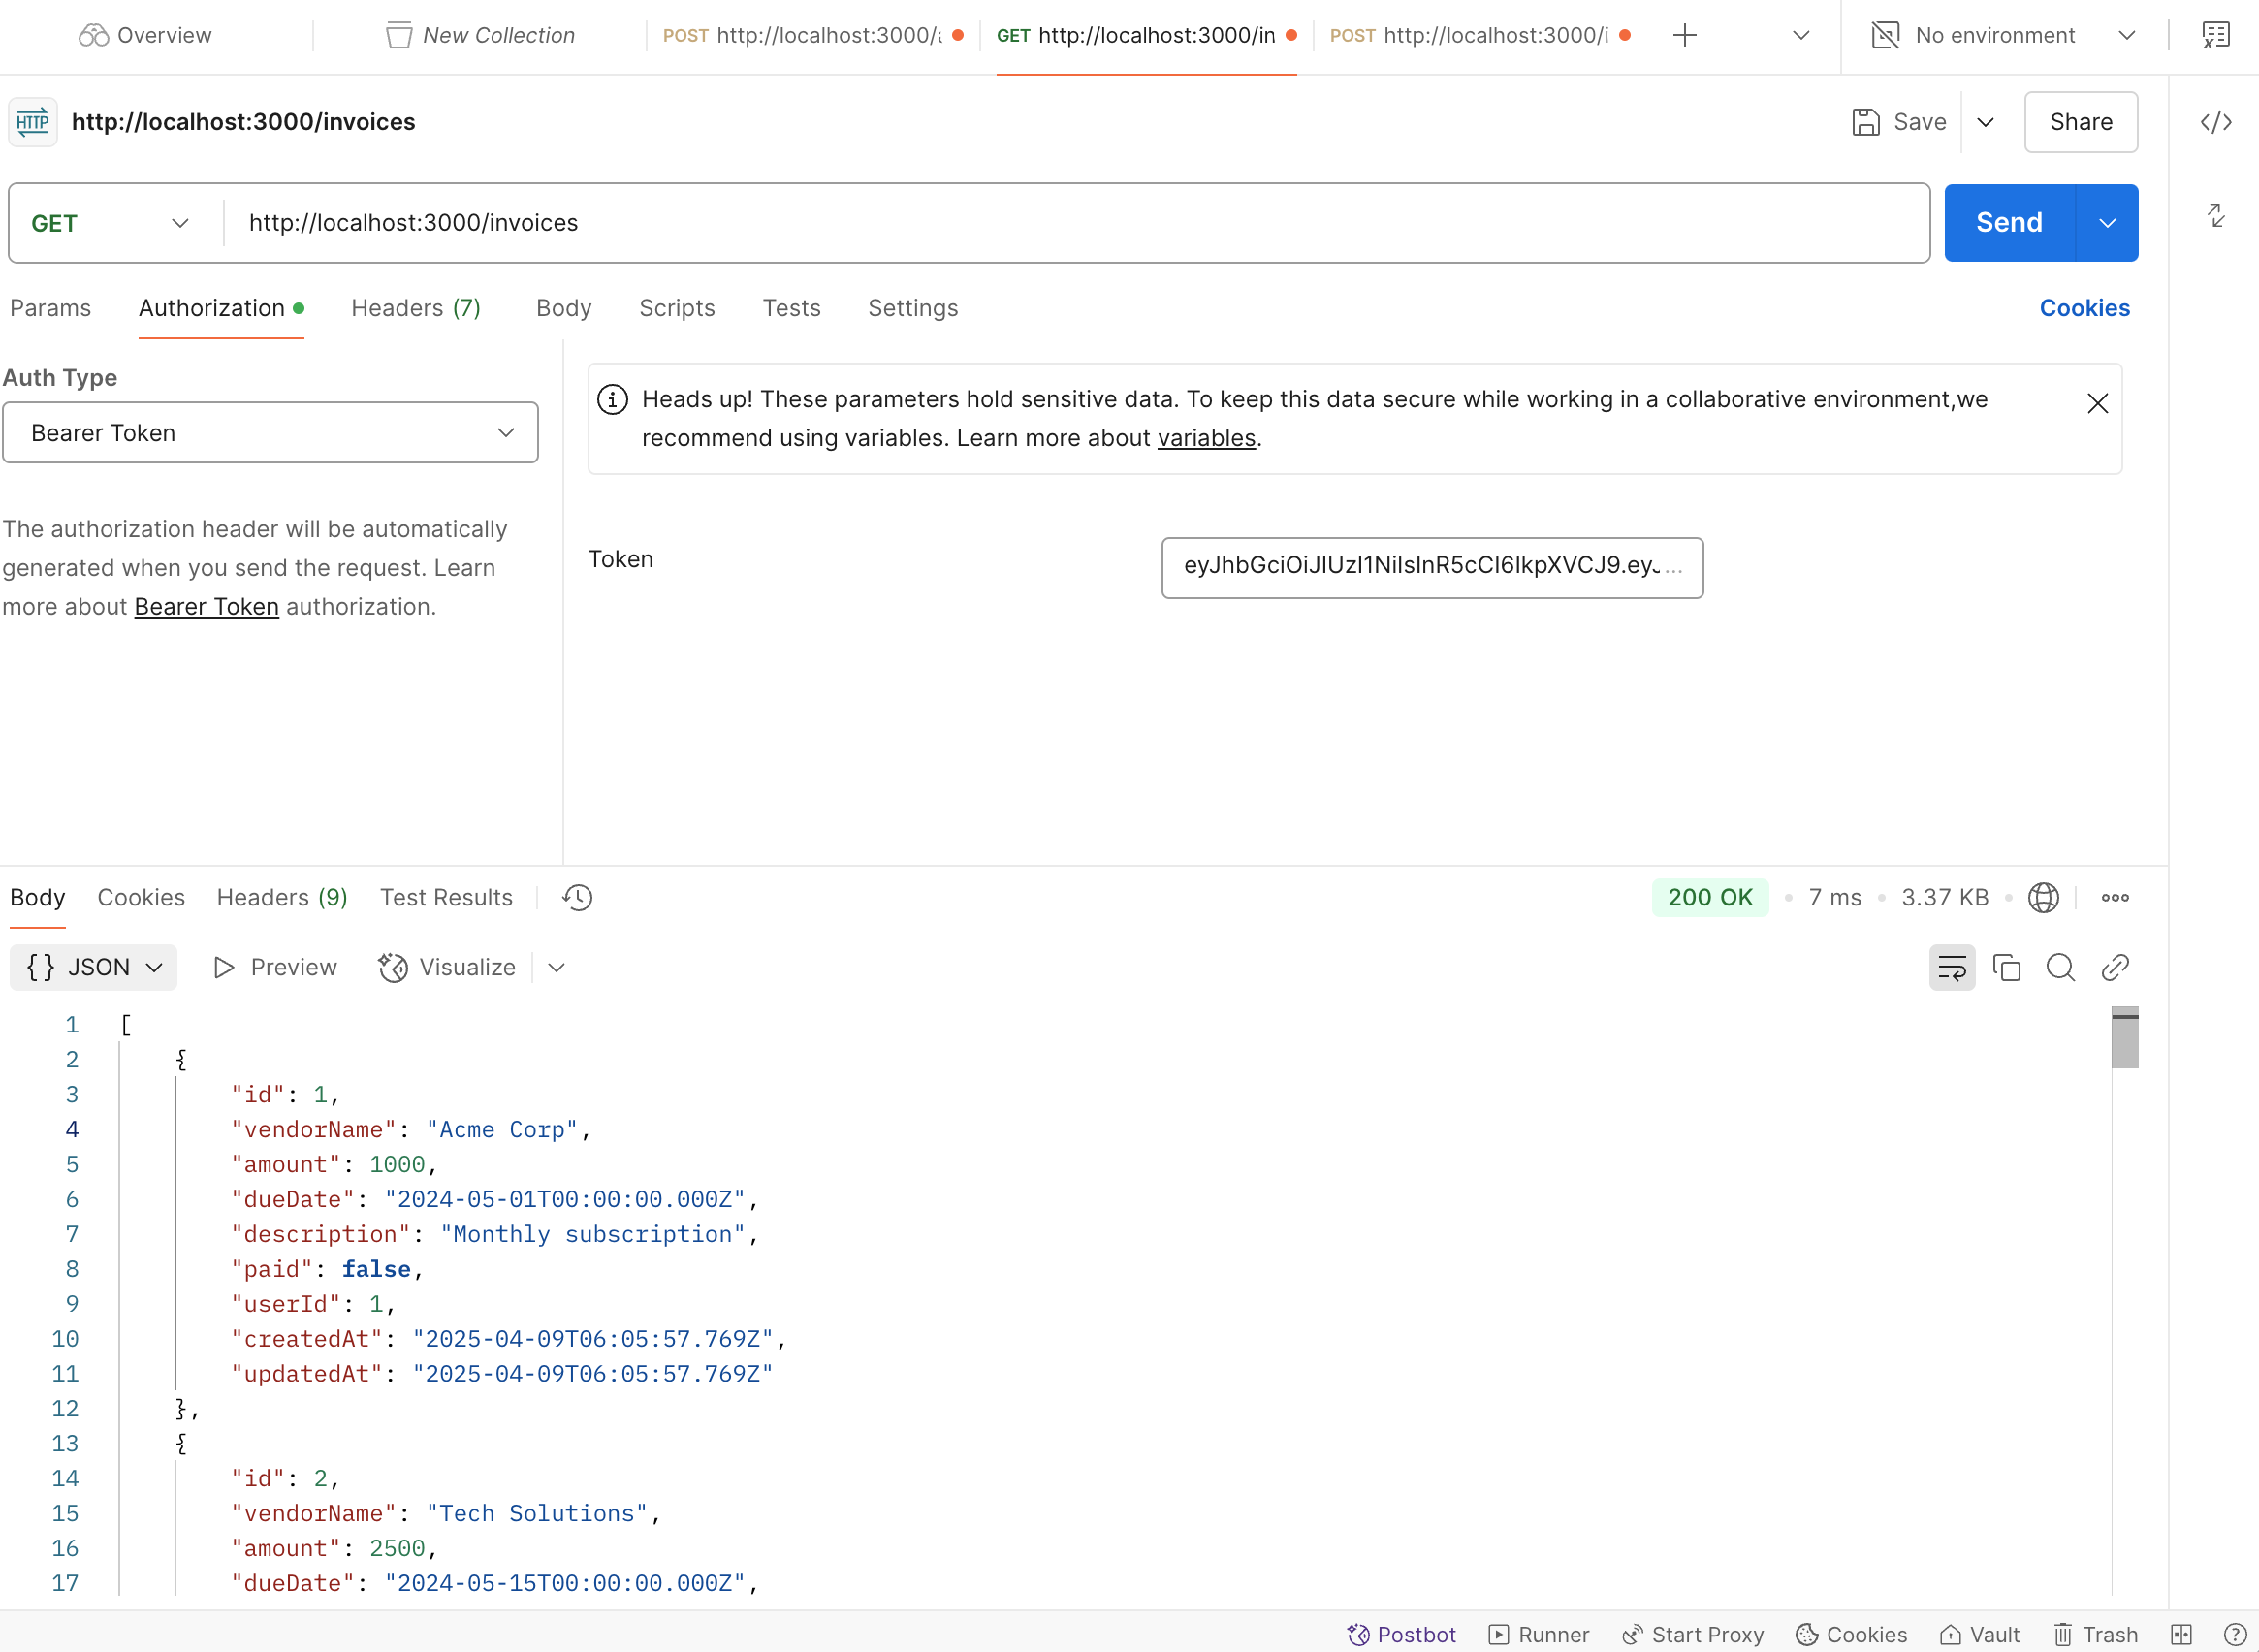 Overview
New Collection
POST http://localhost:3000/a
GET http://localhost:3000/in
POST http://localhost:3000/i
No environment
HTTP http://localhost:3000/invoices
Save
Share
GET http://localhost:3000/invoices
Send
Params Authorization Headers (7) Body Scripts Tests Settings Cookies
Auth Type
Bearer Token
The authorization header will be automatically
generated when you send the request. Learn
more about Bearer Token authorization.
Heads up! These parameters hold sensitive data. To keep this data secure while working in a collaborative environment,we
recommend using variables. Learn more about variables.
Token
eyJhbGciOiJIUzI1NiIsInR5cCI6IkpXVCJ9.eyJ...
Body Cookies Headers (9) Test Results
200 OK • 7 ms • 3.37 KB
{} JSON Preview Visualize
1 [
2 {
3 "id": 1,
4 "vendorName": "Acme Corp",
5 "amount": 1000,
6 "dueDate": "2024-05-01T00:00:00.000Z",
7 "description": "Monthly subscription",
8 "paid": false,
9 "userId": 1,
10 "createdAt": "2025-04-09T06:05:57.769Z",
11 "updatedAt": "2025-04-09T06:05:57.769Z"
12 },
13 {
14 "id": 2,
15 "vendorName": "Tech Solutions",
16 "amount": 2500,
17 "dueDate": "2024-05-15T00:00:00.000Z",
Postbot Runner Start Proxy Cookies Vault Trash